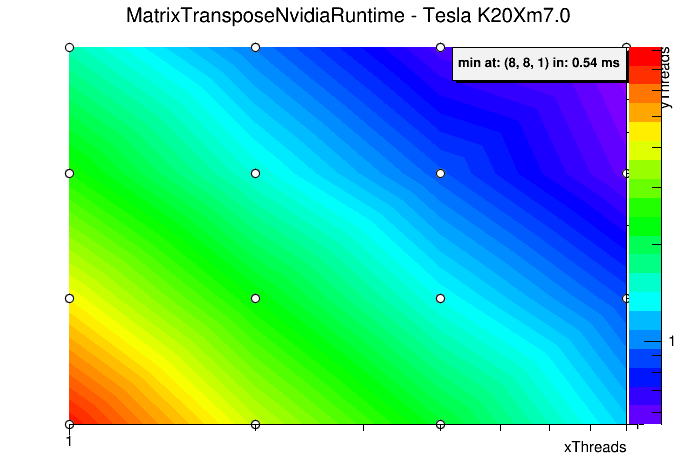 MatrixTransposeNvidiaRuntime - Tesla K20Xm7.0
min at: (8, 8, 1) in: 0.54 ms
yThreads
1
1
xThreads